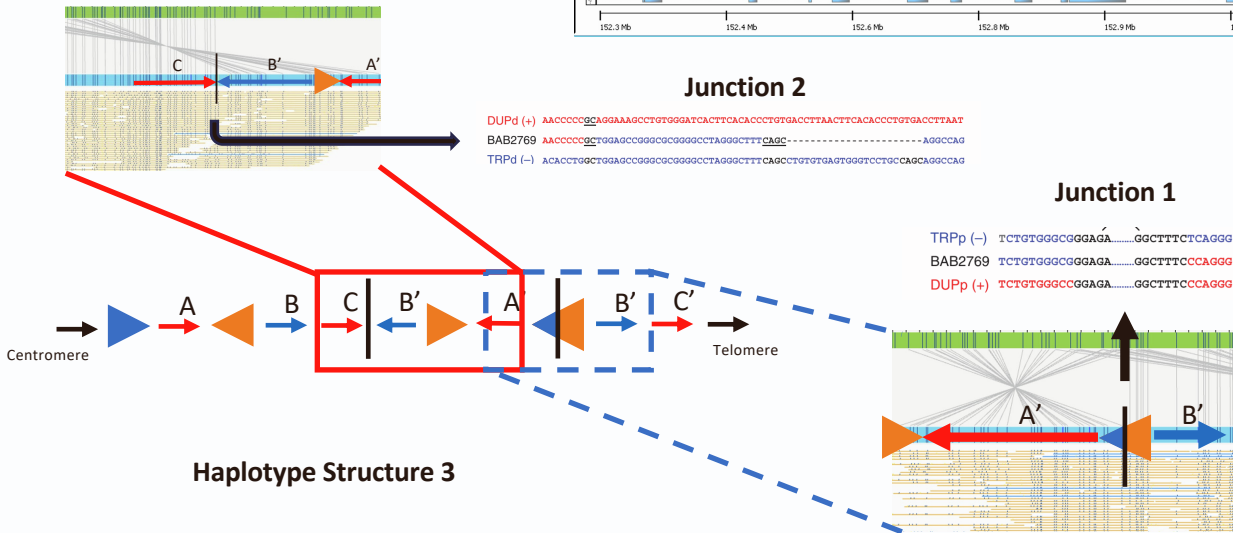 152.3 Mb 152.4 Mb 152.6 Mb 152.8 Mb 152.9 Mb
C B’ A’
Junction 2
DUPd (+) AACCCCCGCAGGAAAGCCTGTGGGATCACTTCACACCCTGTGACCTTAACTTCACACCCTGTGACCTTAAT
BAB2769 AACCCCCGCTGGAGCCGGGCGCGGGGCCTAGGGCTTTCAGC-----------------------AGGCCAG
TRPd (–) ACACCTGGCTGGAGCCGGGCGCGGGGCCTAGGGCTTTCAGCCTGTGTGAGTGGGTCCTGCCAGCAGGCCAG
Junction 1
TRPp (–) TCTGTGGGCGGGAGA.........GGCTTTCTCAGGG
BAB2769 TCTGTGGGCGGGAGA.........GGCTTTCCCAGGG
DUPp (+) TCTGTGGGCCGGAGA.........GGCTTTCCCAGGG
A B C B’ A’ B’ C’
Centromere
Telomere
A’ B’
Haplotype Structure 3